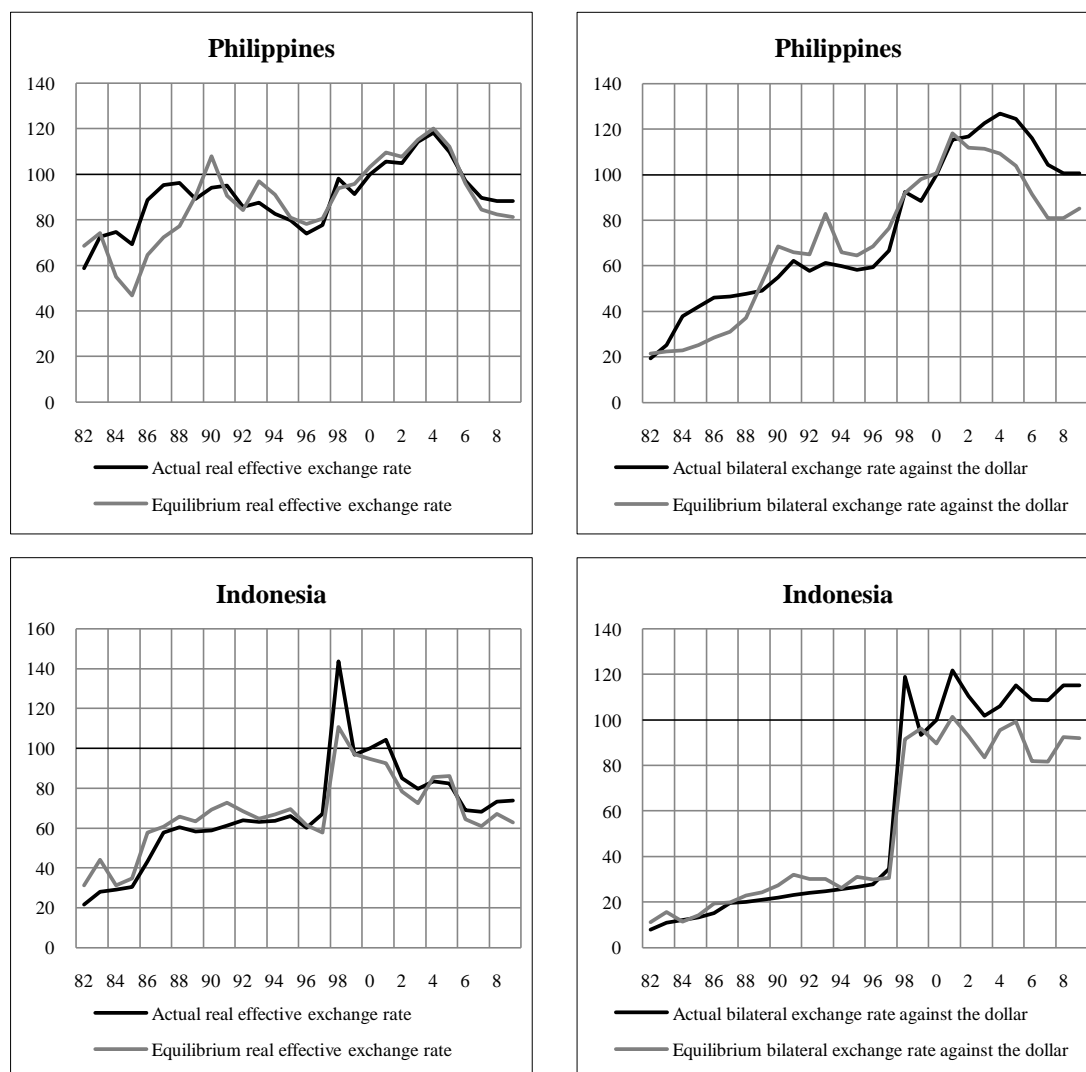 Philippines
140
120
100
80
60
40
20
0
82 84 86 88 90 92 94 96 98 0 2 4 6 8
Actual real effective exchange rate
Equilibrium real effective exchange rate
Philippines
140
120
100
80
60
40
20
0
82 84 86 88 90 92 94 96 98 0 2 4 6 8
Actual bilateral exchange rate against the dollar
Equilibrium bilateral exchange rate against the dollar
Indonesia
160
140
120
100
80
60
40
20
0
82 84 86 88 90 92 94 96 98 0 2 4 6 8
Actual real effective exchange rate
Equilibrium real effective exchange rate
Indonesia
140
120
100
80
60
40
20
0
82 84 86 88 90 92 94 96 98 0 2 4 6 8
Actual bilateral exchange rate against the dollar
Equilibrium bilateral exchange rate against the dollar